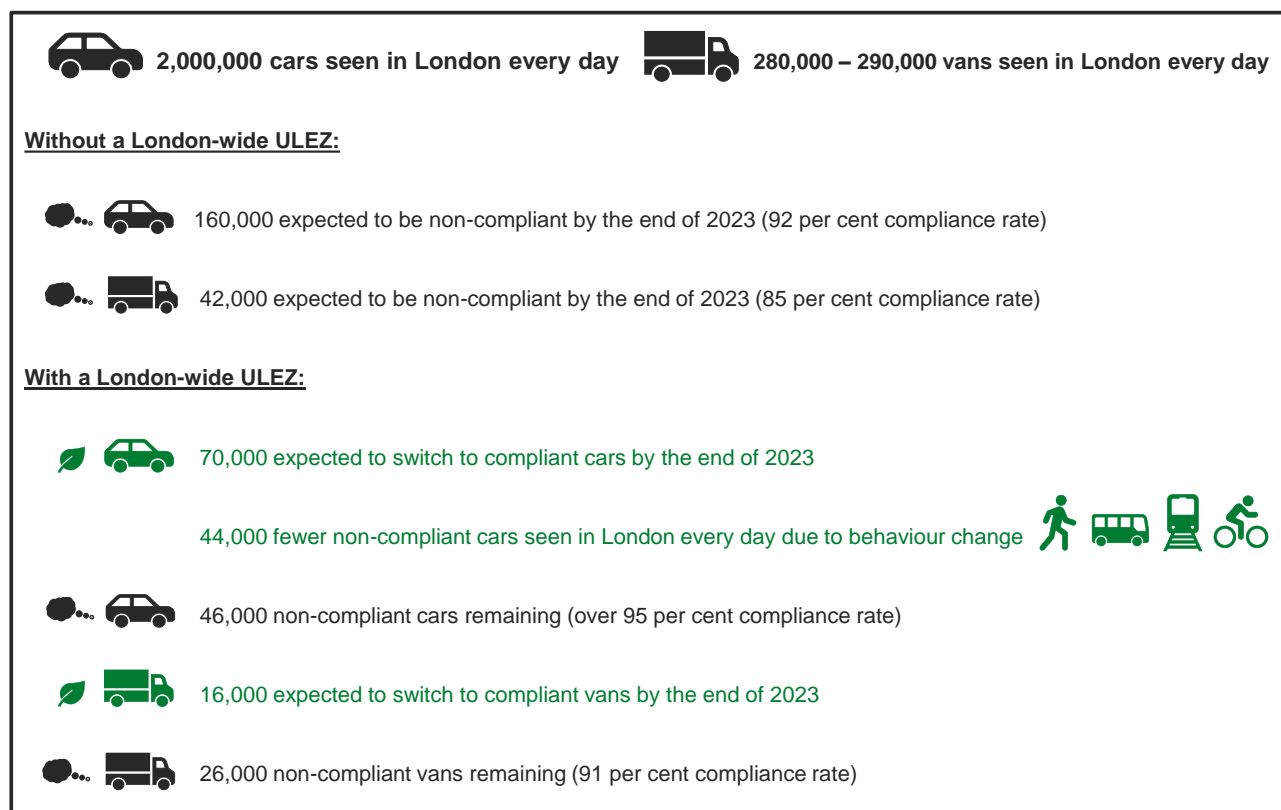 2,000,000 cars seen in London every day
280,000 – 290,000 vans seen in London every day
Without a London-wide ULEZ:
160,000 expected to be non-compliant by the end of 2023 (92 per cent compliance rate)
42,000 expected to be non-compliant by the end of 2023 (85 per cent compliance rate)
With a London-wide ULEZ:
70,000 expected to switch to compliant cars by the end of 2023
44,000 fewer non-compliant cars seen in London every day due to behaviour change
46,000 non-compliant cars remaining (over 95 per cent compliance rate)
16,000 expected to switch to compliant vans by the end of 2023
26,000 non-compliant vans remaining (91 per cent compliance rate)